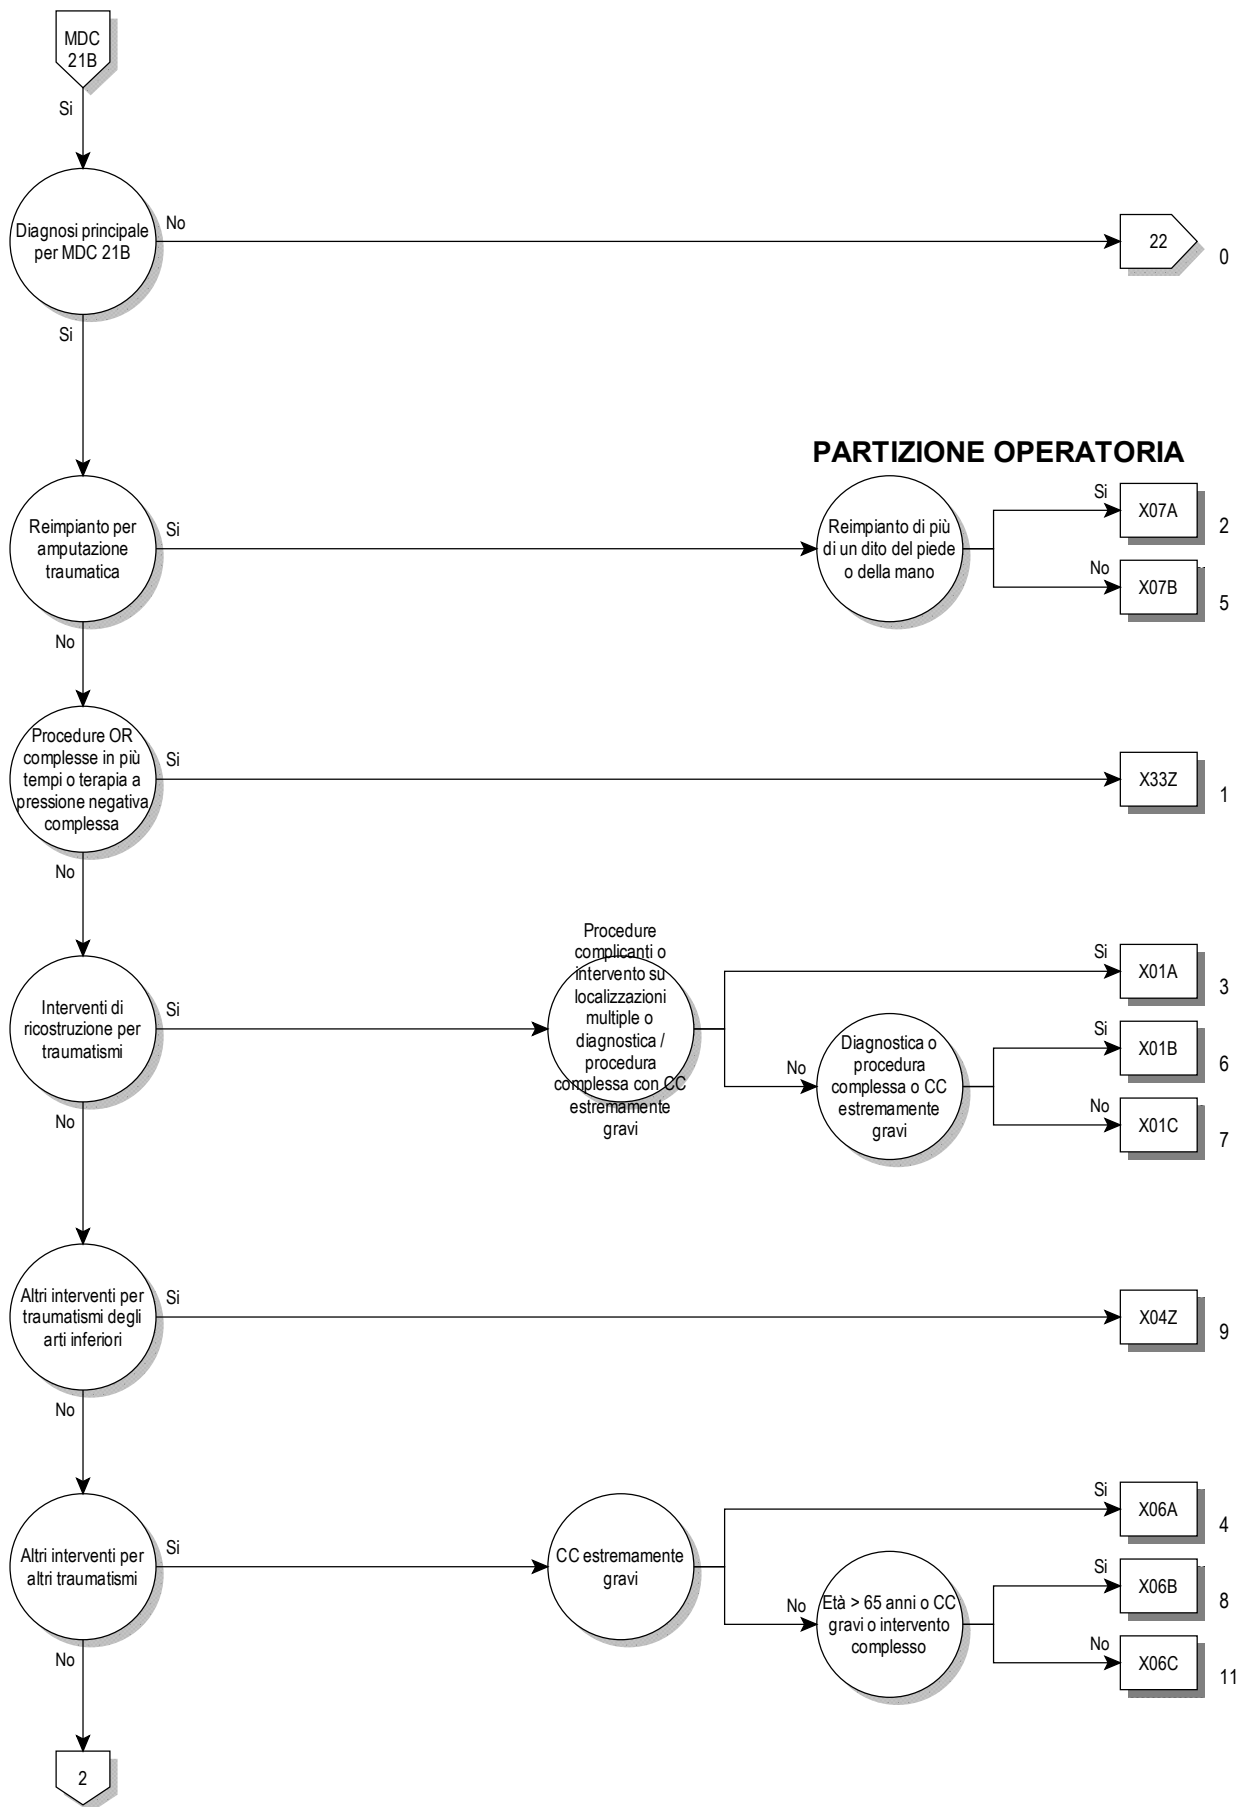 MDC
21B
Si
Diagnosi principale
per MDC 21B
No
22
0
Si
PARTIZIONE OPERATORIA
Reimpianto per
amputazione
traumatica
Si
Reimpianto di più
di un dito del piede
o della mano
Si
X07A
2
No
X07B
5
No
Procedure OR
complesse in più
tempi o terapia a
pressione negativa
complessa
Si
X33Z
1
No
Interventi di
ricostruzione per
traumatismi
Si
Procedure
complicanti o
intervento su
localizzazioni
multiple o
diagnostica /
procedura
complessa con CC
estremamente
gravi
Si
X01A
3
No
Diagnostica o
procedura
complessa o CC
estremamente
gravi
Si
X01B
6
No
X01C
7
No
Altri interventi per
traumatismi degli
arti inferiori
Si
X04Z
9
No
Altri interventi per
altri traumatismi
Si
CC estremamente
gravi
Si
X06A
4
No
Età > 65 anni o CC
gravi o intervento
complesso
Si
X06B
8
No
X06C
11
No
2